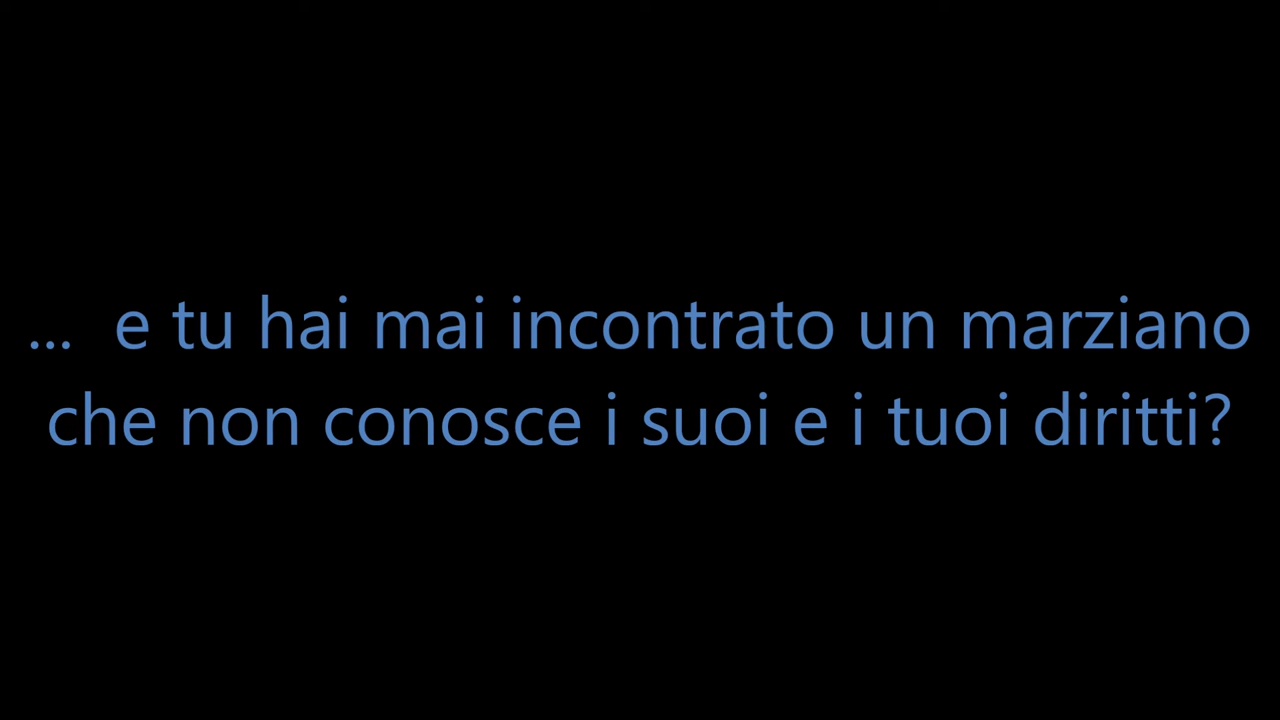 ... e tu hai mai incontrato un marziano
che non conosce i suoi e i tuoi diritti?